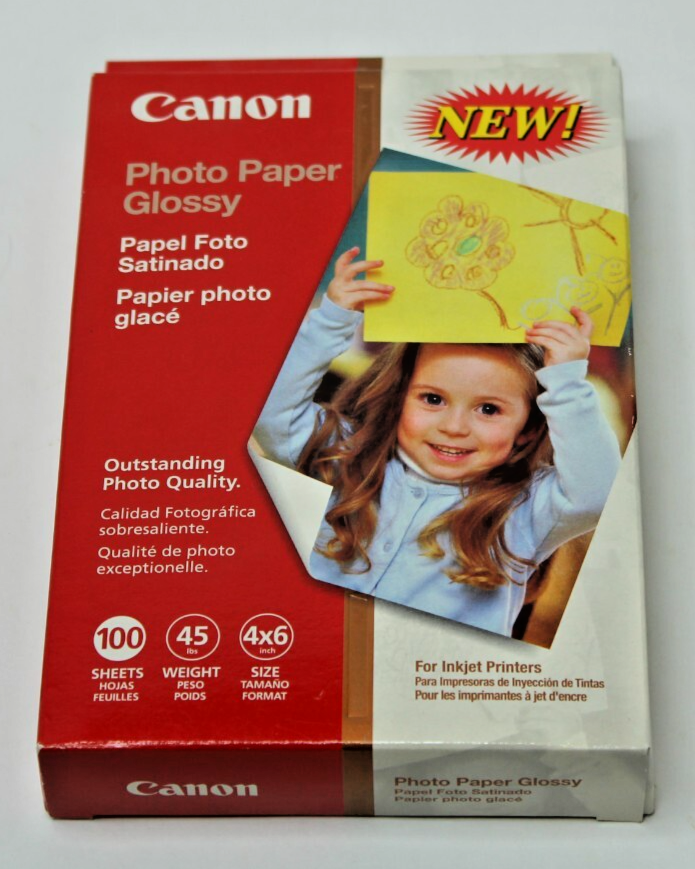 Canon
NEW!
Photo Paper
Glossy
Papel Foto
Satinado
Papier photo
glacé
Outstanding
Photo Quality.
Calidad Fotográfica
sobresaliente.
Qualité de photo
exceptionelle.
100
SHEETS
HOJAS
FEUILLES
45
lbs
WEIGHT
PESO
POIDS
4x6
inch
SIZE
TAMAÑO
FORMAT
For Inkjet Printers
Para Impresoras de Inyección de Tintas
Pour les imprimantes à jet d'encre
Canon
Photo Paper Glossy
Papel Foto Satinado
Papier photo glacé